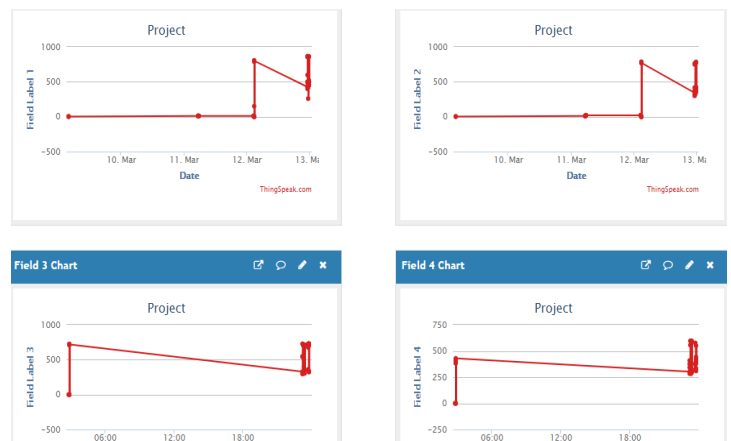 Project
1000
500
0
-500
Field Label 1
10. Mar 11. Mar 12. Mar 13. Ma
Date
ThingSpeak.com
Project
1000
500
0
-500
Field Label 2
10. Mar 11. Mar 12. Mar 13. Ma
Date
ThingSpeak.com
Field 3 Chart
Project
1000
500
0
-500
Field Label 3
06:00 12:00 18:00
Field 4 Chart
Project
750
500
250
0
-250
Field Label 4
06:00 12:00 18:00